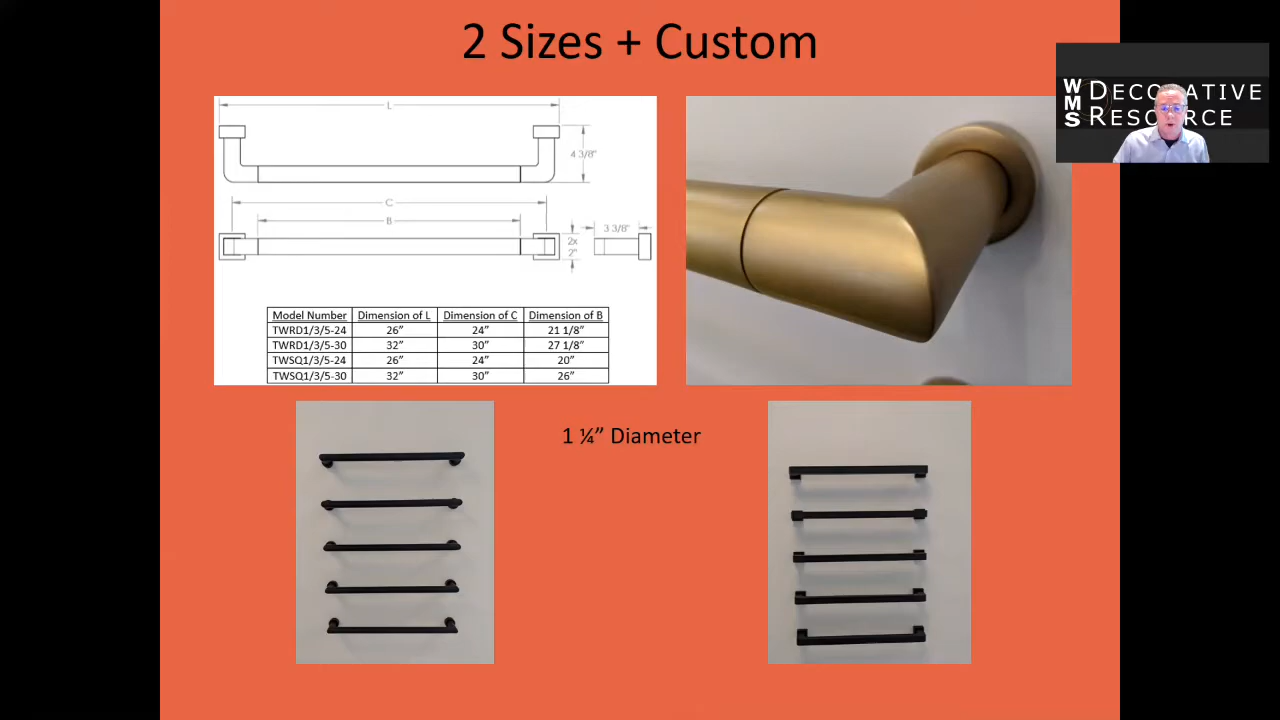 2 Sizes + Custom
WMS DECORATIVE
RESOURCE
L
4 3/8"
C
B
3 3/8"
2x
2"
Model Number Dimension of L Dimension of C Dimension of B
TWRD1/3/5-24 26” 24” 21 1/8”
TWRD1/3/5-30 32” 30” 27 1/8”
TWSQ1/3/5-24 26” 24” 20”
TWSQ1/3/5-30 32” 30” 26”
1 ¼” Diameter